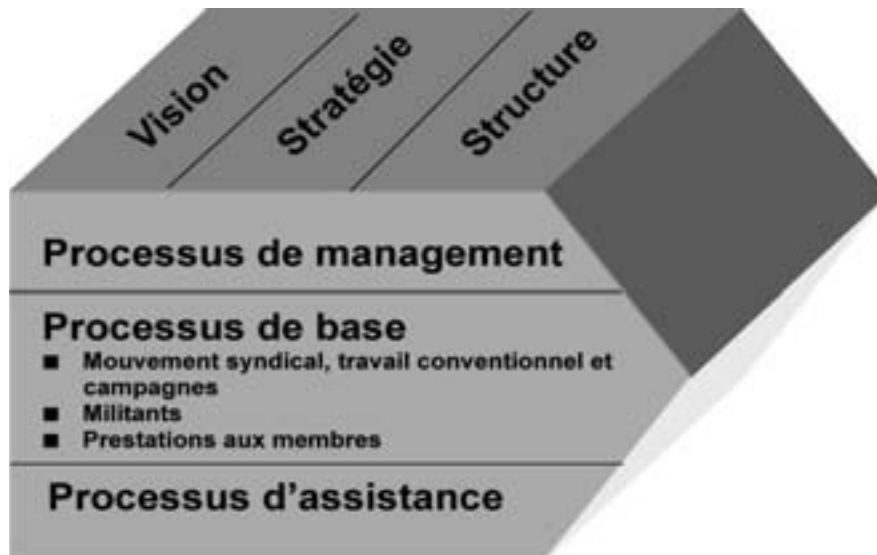 Vision
Stratégie
Structure
Processus de management
Processus de base
■ Mouvement syndical, travail conventionnel et
campagnes
■ Militants
■ Prestations aux membres
Processus d'assistance